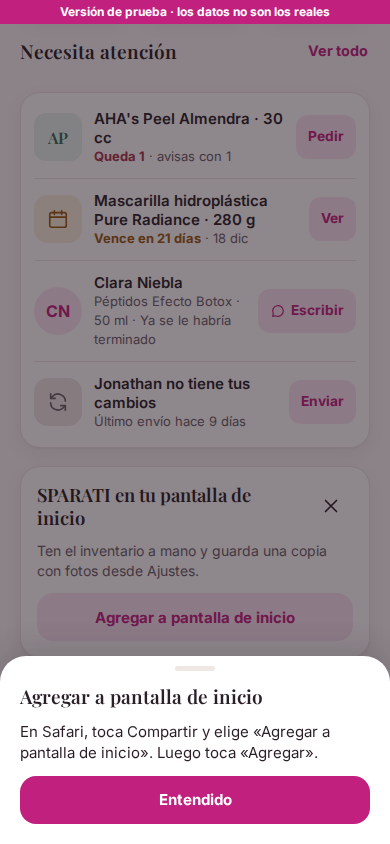 Versión de prueba · los datos no son los reales
Necesita atención
Ver todo
AP
AHA's Peel Almendra · 30
cc
Queda 1 · avisas con 1
Pedir
Mascarilla hidroplástica
Pure Radiance · 280 g
Vence en 21 días · 18 dic
Ver
CN
Clara Niebla
Péptidos Efecto Botox ·
50 ml · Ya se le habría
terminado
Escribir
Jonathan no tiene tus
cambios
Último envío hace 9 días
Enviar
SPARATI en tu pantalla de
inicio
Ten el inventario a mano y guarda una copia
con fotos desde Ajustes.
Agregar a pantalla de inicio
Agregar a pantalla de inicio
En Safari, toca Compartir y elige «Agregar a
pantalla de inicio». Luego toca «Agregar».
Entendido